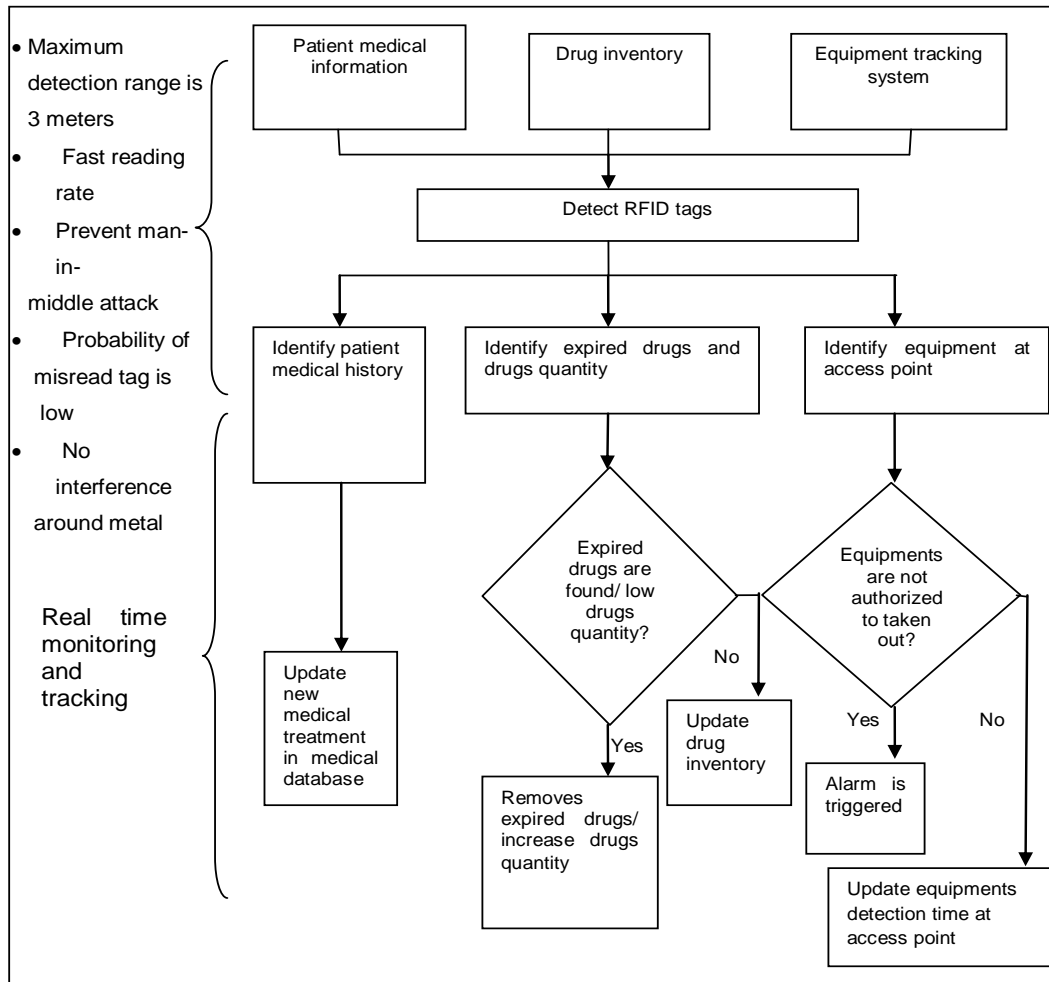 • Maximum
detection range is
3 meters
• Fast reading
rate
• Prevent man-
in-
middle attack
• Probability of
misread tag is
low
• No
interference
around metal
Real time
monitoring
and
tracking
Patient medical
information
Drug inventory
Equipment tracking
system
Detect RFID tags
Identify patient
medical history
Identify expired drugs and
drugs quantity
Identify equipment at
access point
Expired
drugs are
found/ low
drugs
quantity?
Equipments
are not
authorized
to taken
out?
Update
new
medical
treatment
in medical
database
No
Update
drug
inventory
Yes
Removes
expired drugs/
increase drugs
quantity
Yes
Alarm is
triggered
No
Update equipments
detection time at
access point